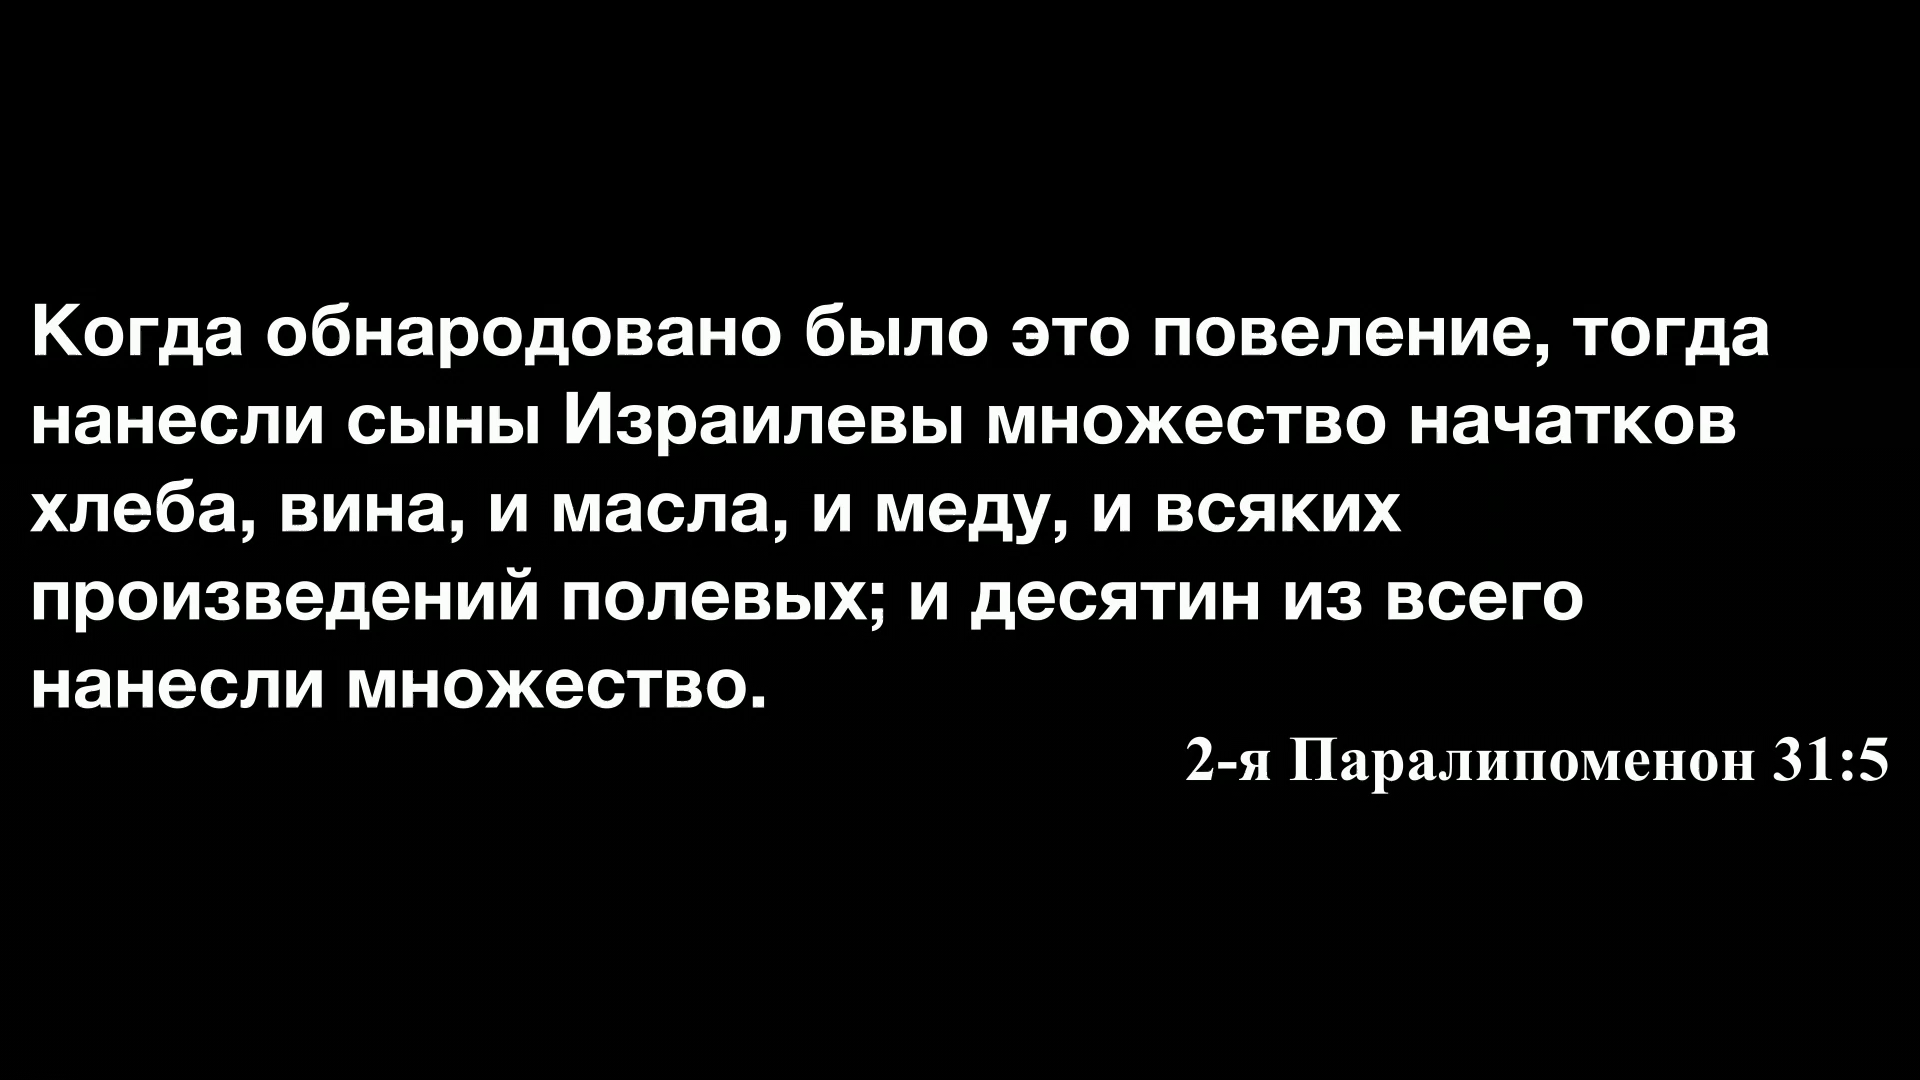 Когда обнародовано было это повеление, тогда
нанесли сыны Израилевы множество начатков
хлеба, вина, и масла, и меду, и всяких
произведений полевых; и десятин из всего
нанесли множество.
2-я Паралипоменон 31:5